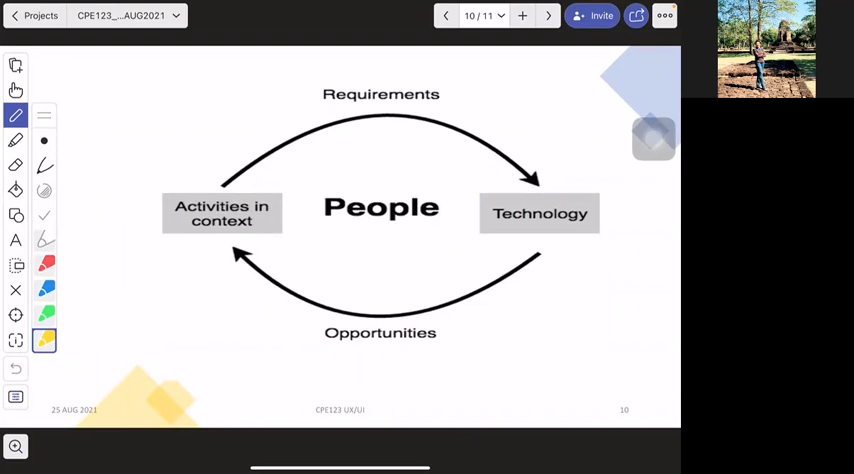 Projects
CPE123_...AUG2021
10 / 11
Invite
Requirements
Activities in
context
People
Technology
Opportunities
25 AUG 2021
CPE123 UX/UI
10
A